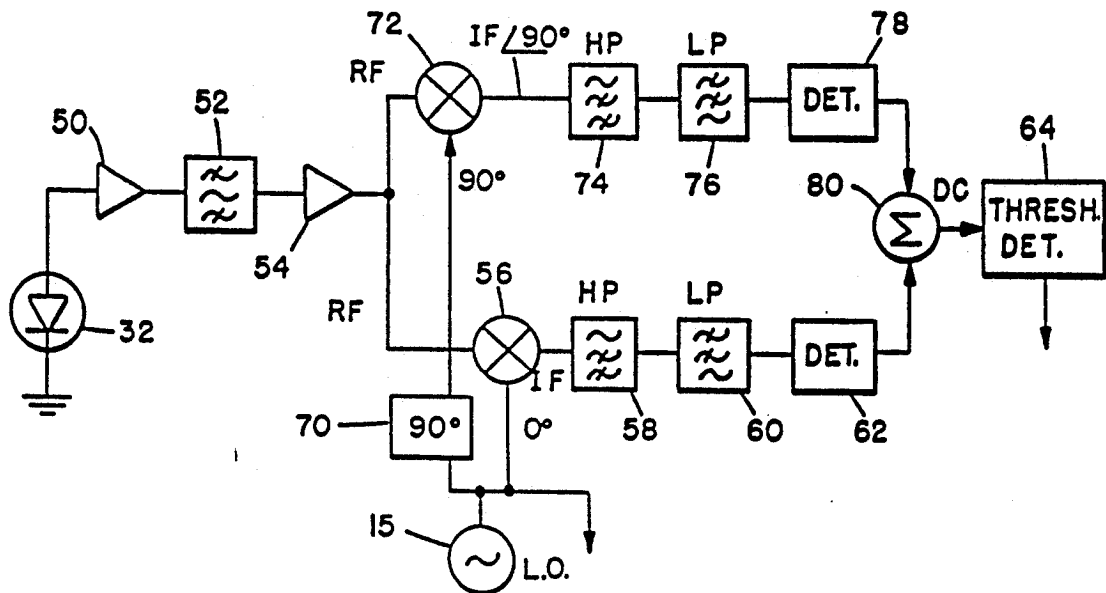 72
IF/90°
HP
LP
78
RF
52
50
DET.
64
90°
74
76
80
DC
THRESH.
DET.
Σ
54
56
HP
LP
32
RF
IF
DET.
70
90°
0°
58
60
62
15
L.O.